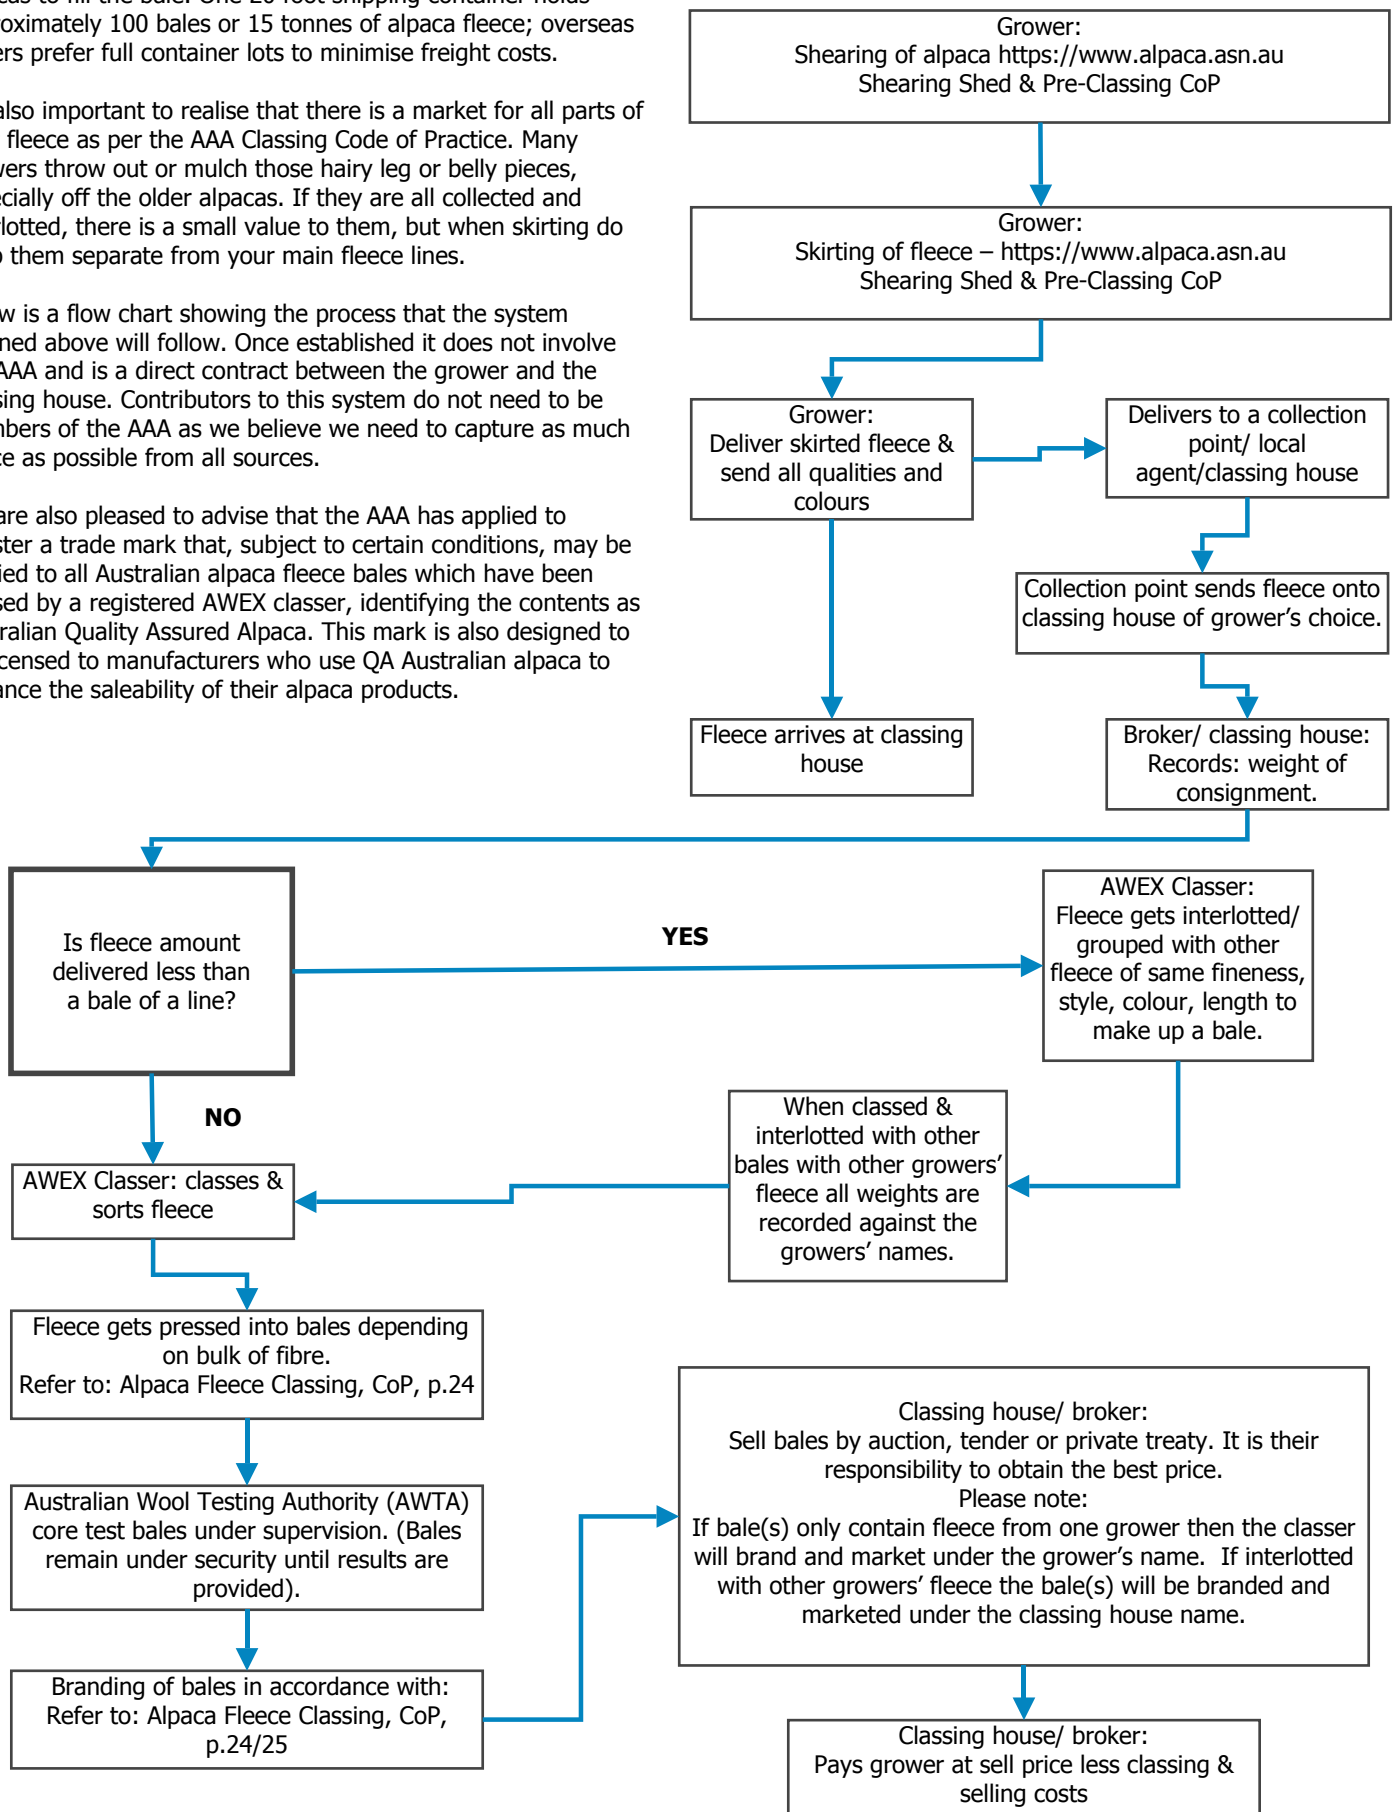 to fill the bale. One 20 foot shipping container holds
roximately 100 bales or 15 tonnes of alpaca fleece; overseas
ers prefer full container lots to minimise freight costs.
also important to realise that there is a market for all parts of
fleece as per the AAA Classing Code of Practice. Many
wers throw out or mulch those hairy leg or belly pieces,
ecially off the older alpacas. If they are all collected and
lotted, there is a small value to them, but when skirting do
them separate from your main fleece lines.
w is a flow chart showing the process that the system
ned above will follow. Once established it does not involve
AAA and is a direct contract between the grower and the
sing house. Contributors to this system do not need to be
mbers of the AAA as we believe we need to capture as much
ce as possible from all sources.
are also pleased to advise that the AAA has applied to
ster a trade mark that, subject to certain conditions, may be
ied to all Australian alpaca fleece bales which have been
sed by a registered AWEX classer, identifying the contents as
ralian Quality Assured Alpaca. This mark is also designed to
censed to manufacturers who use QA Australian alpaca to
ance the saleability of their alpaca products.
Grower:
Shearing of alpaca https://www.alpaca.asn.au
Shearing Shed & Pre-Classing CoP
Grower:
Skirting of fleece – https://www.alpaca.asn.au
Shearing Shed & Pre-Classing CoP
Grower:
Deliver skirted fleece &
send all qualities and
colours
Delivers to a collection
point/ local
agent/classing house
Collection point sends fleece onto
classing house of grower’s choice.
Fleece arrives at classing
house
Broker/ classing house:
Records: weight of
consignment.
Is fleece amount
delivered less than
a bale of a line?
YES
AWEX Classer:
Fleece gets interlotted/
grouped with other
fleece of same fineness,
style, colour, length to
make up a bale.
NO
When classed &
interlotted with other
bales with other growers’
fleece all weights are
recorded against the
growers’ names.
AWEX Classer: classes &
sorts fleece
Fleece gets pressed into bales depending
on bulk of fibre.
Refer to: Alpaca Fleece Classing, CoP, p.24
Australian Wool Testing Authority (AWTA)
core test bales under supervision. (Bales
remain under security until results are
provided).
Branding of bales in accordance with:
Refer to: Alpaca Fleece Classing, CoP,
p.24/25
Classing house/ broker:
Sell bales by auction, tender or private treaty. It is their
responsibility to obtain the best price.
Please note:
If bale(s) only contain fleece from one grower then the classer
will brand and market under the grower’s name. If interlotted
with other growers’ fleece the bale(s) will be branded and
marketed under the classing house name.
Classing house/ broker:
Pays grower at sell price less classing &
selling costs